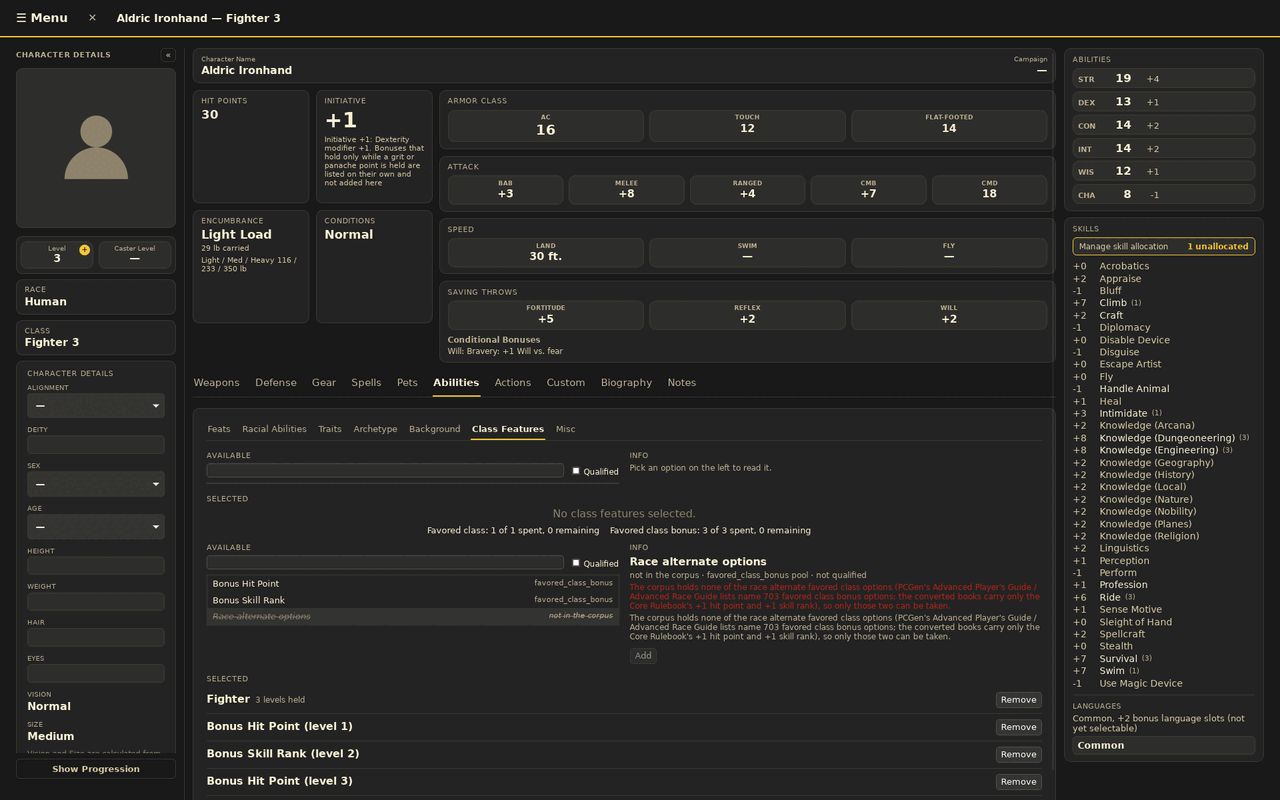 ☰ Menu × Aldric Ironhand — Fighter 3
CHARACTER DETAILS «
Level
3
+
Caster Level
—
RACE
Human
CLASS
Fighter 3
CHARACTER DETAILS
ALIGNMENT
—
DEITY
SEX
—
AGE
—
HEIGHT
WEIGHT
HAIR
EYES
VISION
Normal
SIZE
Medium
Show Progression
Character Name
Aldric Ironhand
Campaign
—
HIT POINTS
30
INITIATIVE
+1
Initiative +1: Dexterity
modifier +1. Bonuses that
hold only while a grit or
panache point is held are
listed on their own and
not added here
ENCUMBRANCE
Light Load
29 lb carried
Light / Med / Heavy 116 /
233 / 350 lb
CONDITIONS
Normal
ARMOR CLASS
AC
16
TOUCH
12
FLAT-FOOTED
14
ATTACK
BAB
+3
MELEE
+8
RANGED
+4
CMB
+7
CMD
18
SPEED
LAND
30 ft.
SWIM
—
FLY
—
SAVING THROWS
FORTITUDE
+5
REFLEX
+2
WILL
+2
Conditional Bonuses
Will: Bravery: +1 Will vs. fear
Weapons Defense Gear Spells Pets Abilities Actions Custom Biography Notes
Feats Racial Abilities Traits Archetype Background Class Features Misc
AVAILABLE
Qualified
INFO
Pick an option on the left to read it.
SELECTED
No class features selected.
Favored class: 1 of 1 spent, 0 remaining Favored class bonus: 3 of 3 spent, 0 remaining
AVAILABLE
Qualified
Bonus Hit Point favored_class_bonus
Bonus Skill Rank favored_class_bonus
Race alternate options not in the corpus
INFO
Race alternate options
not in the corpus · favored_class_bonus pool · not qualified
The corpus holds none of the race alternate favored class options (PCGen's Advanced Player's Guide /
Advanced Race Guide lists name 703 favored class bonus options; the converted books carry only the
Core Rulebook's +1 hit point and +1 skill rank), so only those two can be taken.
The corpus holds none of the race alternate favored class options (PCGen's Advanced Player's Guide /
Advanced Race Guide lists name 703 favored class bonus options; the converted books carry only the
Core Rulebook's +1 hit point and +1 skill rank), so only those two can be taken.
Add
SELECTED
Fighter 3 levels held Remove
Bonus Hit Point (level 1) Remove
Bonus Skill Rank (level 2) Remove
Bonus Hit Point (level 3) Remove
ABILITIES
STR 19 +4
DEX 13 +1
CON 14 +2
INT 14 +2
WIS 12 +1
CHA 8 -1
SKILLS
Manage skill allocation 1 unallocated
+0 Acrobatics
+2 Appraise
-1 Bluff
+7 Climb (1)
+2 Craft
-1 Diplomacy
+0 Disable Device
-1 Disguise
+0 Escape Artist
+0 Fly
-1 Handle Animal
+1 Heal
+3 Intimidate (1)
+2 Knowledge (Arcana)
+8 Knowledge (Dungeoneering) (3)
+8 Knowledge (Engineering) (3)
+2 Knowledge (Geography)
+2 Knowledge (History)
+2 Knowledge (Local)
+2 Knowledge (Nature)
+2 Knowledge (Nobility)
+2 Knowledge (Planes)
+2 Knowledge (Religion)
+2 Linguistics
+1 Perception
-1 Perform
+1 Profession
+6 Ride (3)
+1 Sense Motive
+0 Sleight of Hand
+2 Spellcraft
+0 Stealth
+7 Survival (3)
+7 Swim (1)
-1 Use Magic Device
LANGUAGES
Common, +2 bonus language slots (not
yet selectable)
Common